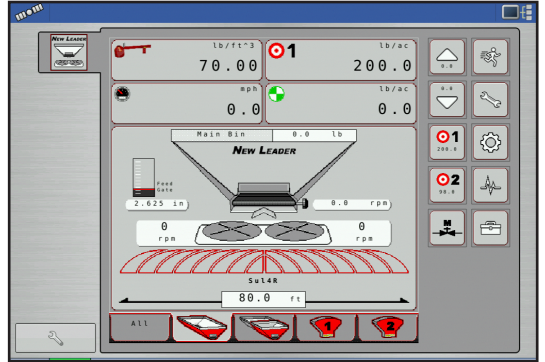 NEW LEADER
lb/ft^3
70.00
1
lb/ac
200.0
mph
0.0
lb/ac
0.0
Main Bin
0.0 lb
NEW LEADER
Feed
Gate
2.625 in
0.0 rpm
0
rpm
0
rpm
Sul4R
80.0 ft
All
1
2
0.0
0.0
1
200.0
2
90.0
M